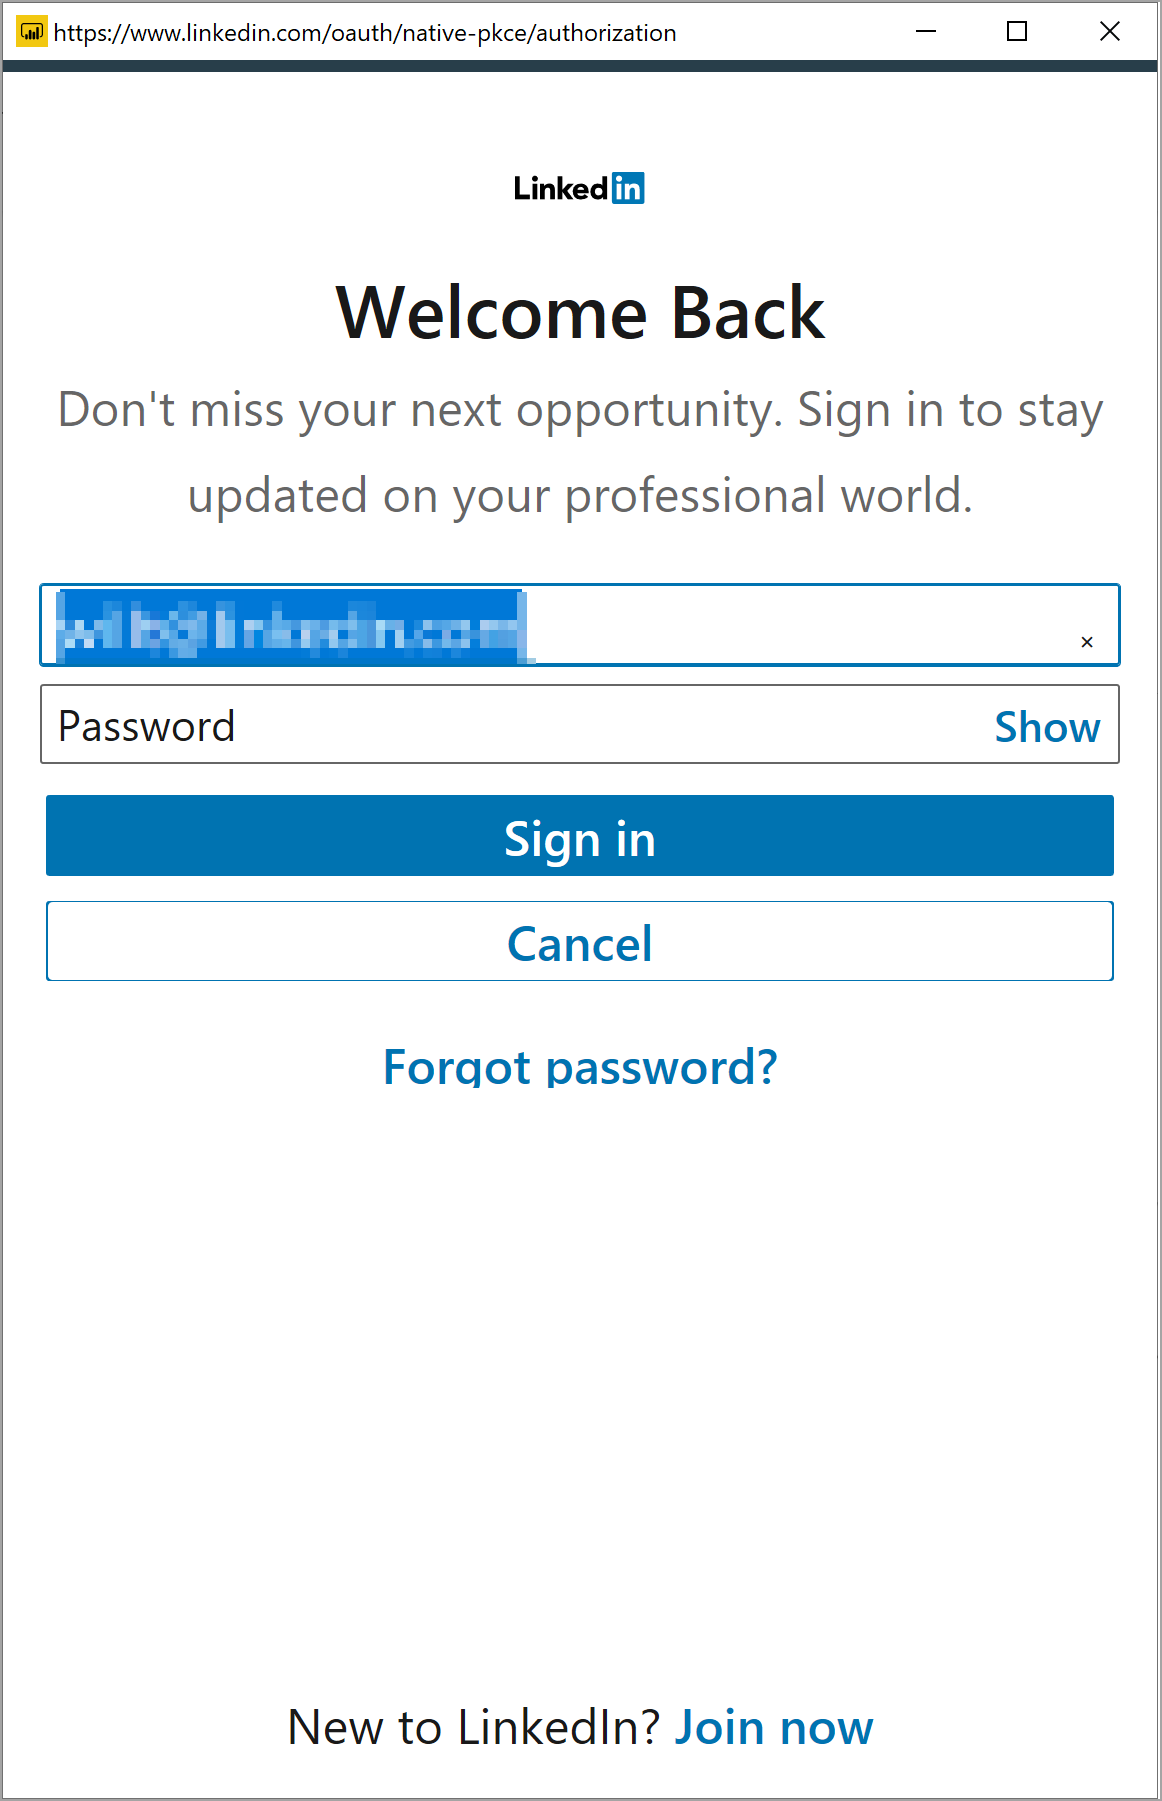 https://www.linkedin.com/oauth/native-pkce/authorization
Linked in
Welcome Back
Don't miss your next opportunity. Sign in to stay
updated on your professional world.
×
Password Show
Sign in
Cancel
Forgot password?
New to LinkedIn? Join now